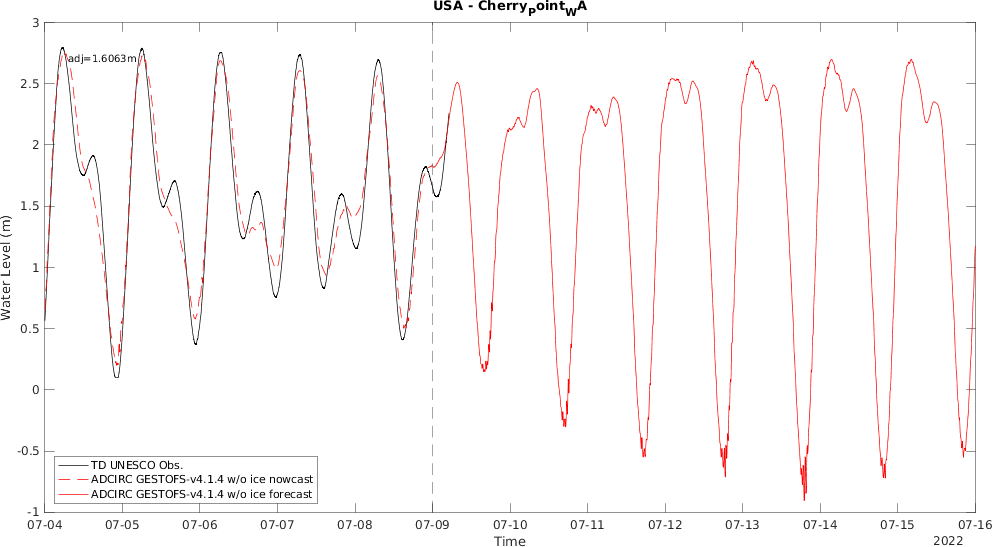 USA - CherryPointWA
adj=1.6063m
3
2.5
2
1.5
1
0.5
0
-0.5
-1
Water Level (m)
TD UNESCO Obs.
ADCIRC GESTOFS-v4.1.4 w/o ice nowcast
ADCIRC GESTOFS-v4.1.4 w/o ice forecast
07-04 07-05 07-06 07-07 07-08 07-09 07-10 07-11 07-12 07-13 07-14 07-15 07-16
Time
2022